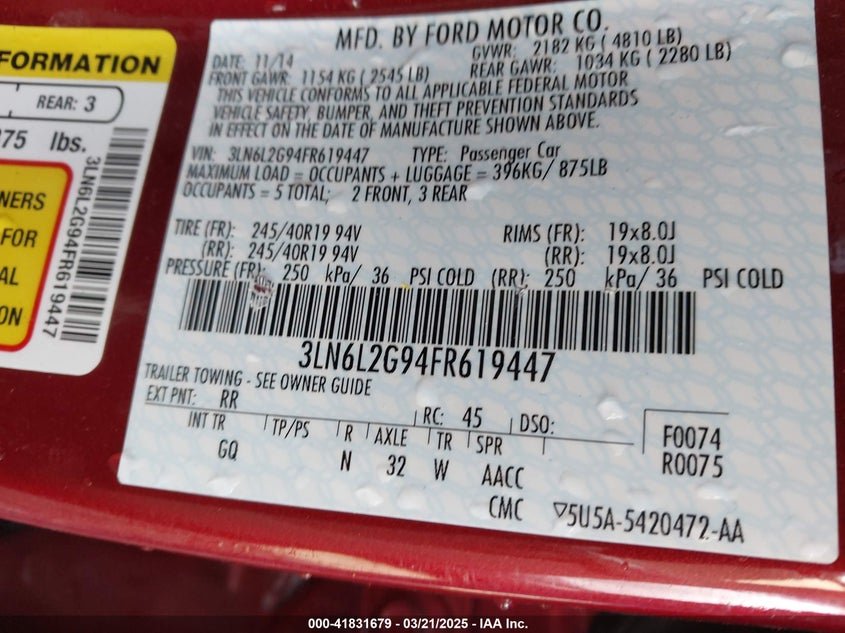 FORMATION
REAR: 3
975 lbs.
3LN6L2G94FR619447
NERS
FOR
AL
ON
MFD. BY FORD MOTOR CO.
DATE: 11/14 GVWR: 2182 KG ( 4810 LB)
FRONT GAWR: 1154 KG ( 2545 LB) REAR GAWR: 1034 KG ( 2280 LB)
THIS VEHICLE CONFORMS TO ALL APPLICABLE FEDERAL MOTOR
VEHICLE SAFETY, BUMPER, AND THEFT PREVENTION STANDARDS
IN EFFECT ON THE DATE OF MANUFACTURE SHOWN ABOVE.
VIN: 3LN6L2G94FR619447 TYPE: Passenger Car
MAXIMUM LOAD = OCCUPANTS + LUGGAGE = 396KG/ 875LB
OCCUPANTS = 5 TOTAL; 2 FRONT, 3 REAR
TIRE (FR): 245/40R19 94V RIMS (FR): 19x8.0J
(RR): 245/40R19 94V (RR): 19x8.0J
PRESSURE (FR): 250 kPa/ 36 PSI COLD (RR): 250 kPa/ 36 PSI COLD
3LN6L2G94FR619447
TRAILER TOWING - SEE OWNER GUIDE
EXT PNT: RR RC: 45 DSO: F0074
INT TR TP/PS R AXLE TR SPR R0075
GQ N 32 W AACC
CMC ▽5U5A-5420472-AA
000-41831679 — 03/21/2025 — IAA Inc.